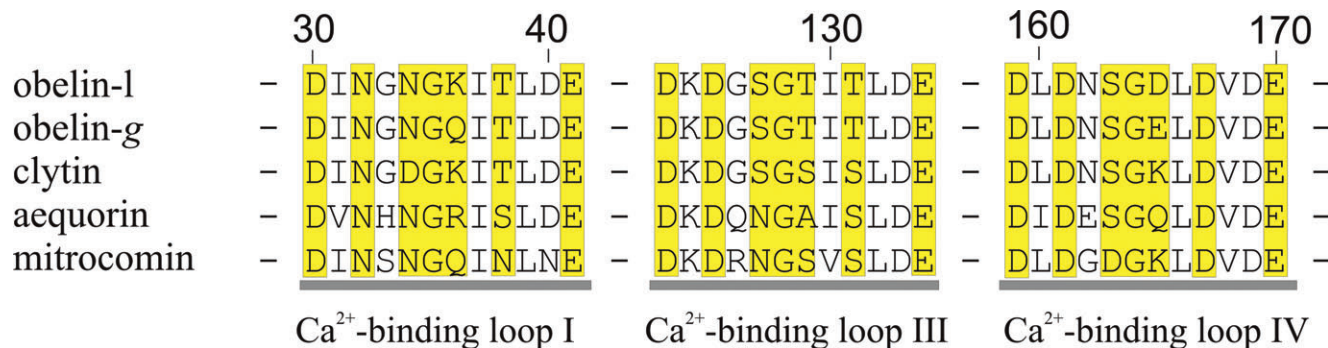 30 40 130 160 170
obelin-l – DINGNGKITLDE – DKDGSGTITLDE – DLDNSGDLDVDE –
obelin-g – DINGNGQITLDE – DKDGSGTITLDE – DLDNSGELDVDE –
clytin – DINGDGKITLDE – DKDGSGSISLDE – DLDNSGKLDVDE –
aequorin – DVNHNGRISLDE – DKDQNGAISLDE – DIDESGQLDVDE –
mitrocomin – DINSNGQINLNE – DKDRNGSVSLDE – DLDGDGKLDVDE –
Ca²⁺-binding loop I Ca²⁺-binding loop III Ca²⁺-binding loop IV